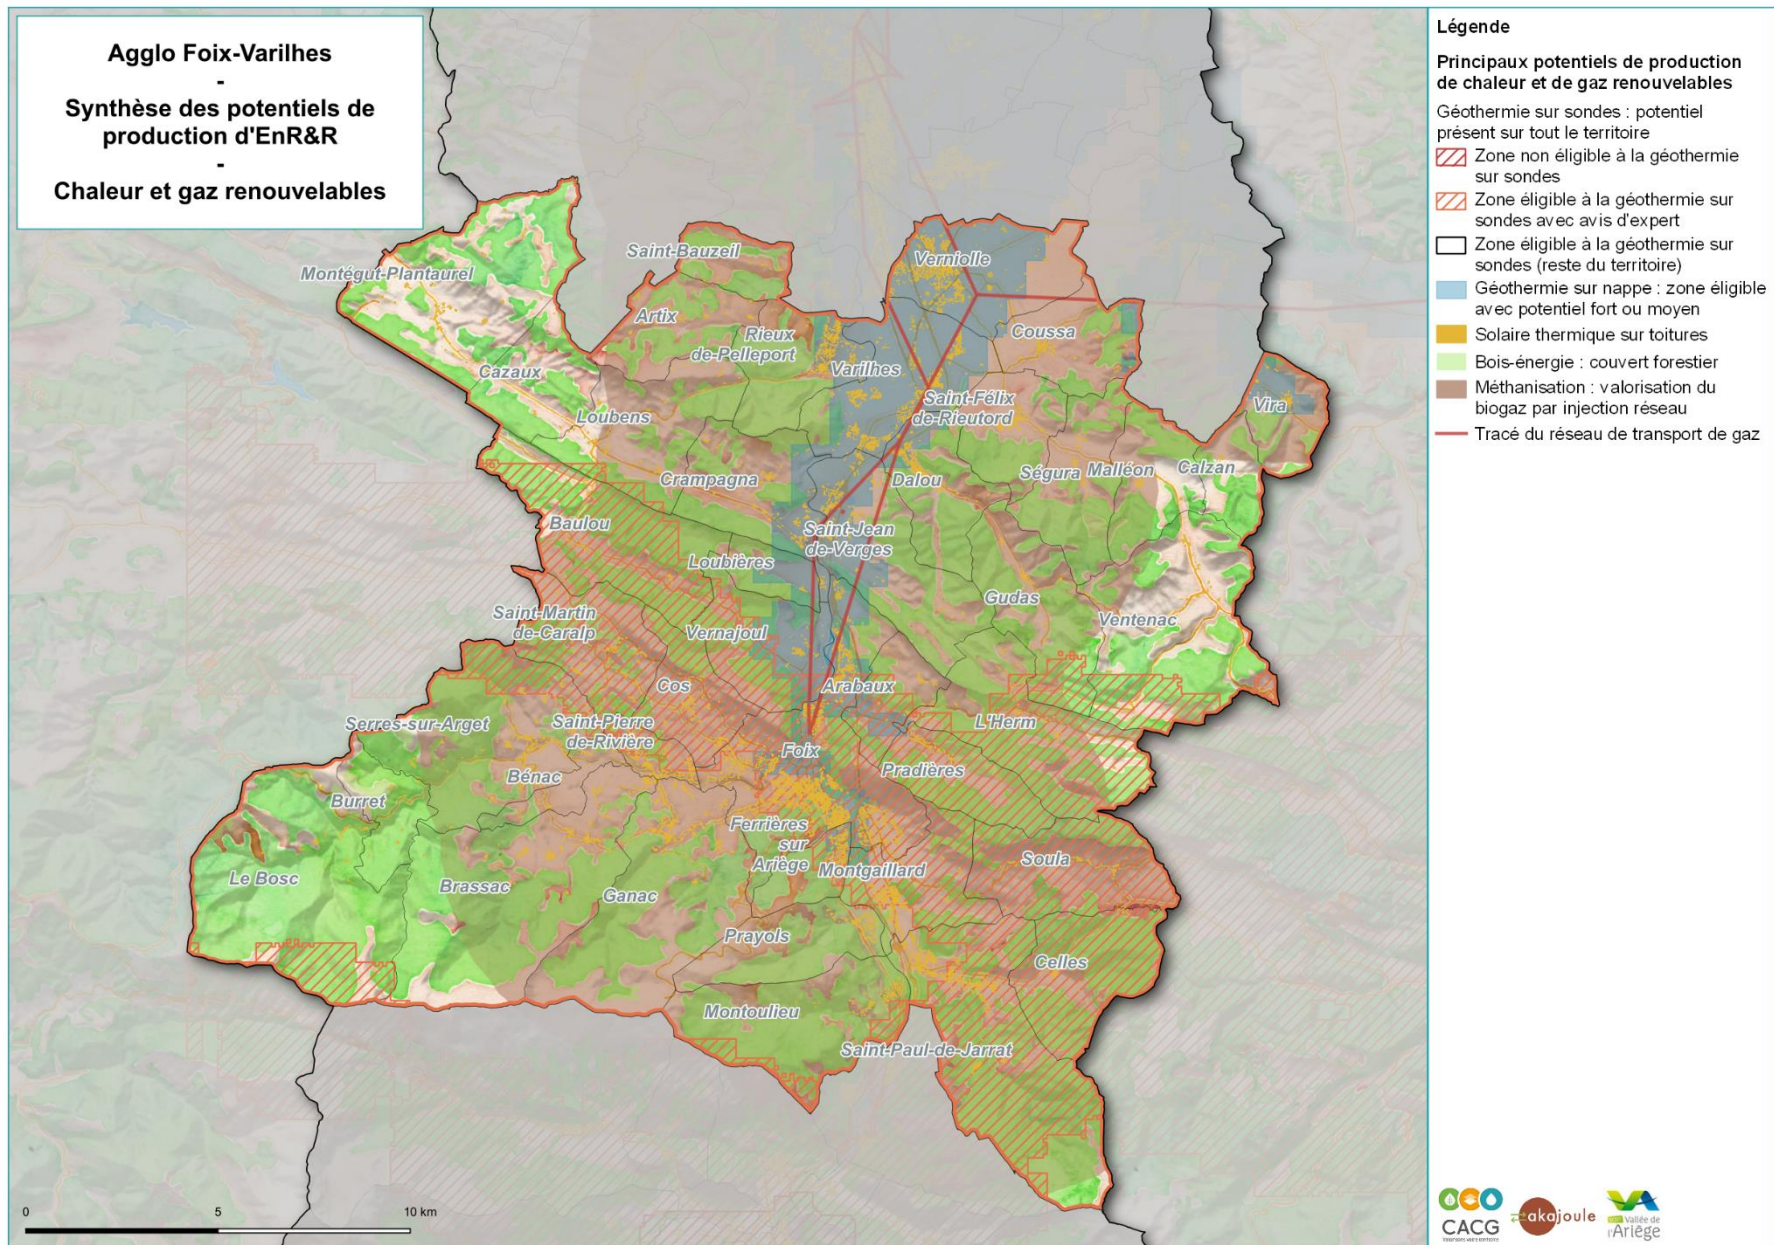 Agglo Foix-Varilhes
-
Synthèse des potentiels de
production d'EnR&R
-
Chaleur et gaz renouvelables
Saint-Bauzeil
Montégut-Plantaurel
Verniolle
Artix
Rieux
de-Pelleport
Coussa
Varilhes
Cazaux
Saint-Félix
de-Rieutord
Vira
Loubens
Crampagna
Dalou
Ségura
Malléon
Calzan
Baulou
Saint-Jean
de-Verges
Loubières
Gudas
Saint-Martin
de-Caralp
Vernajoul
Ventenac
Cos
Arabaux
Serres-sur-Arget
Saint-Pierre
de-Rivière
L'Herm
Foix
Pradières
Bénac
Burret
Ferrières
sur
Ariège
Montgaillard
Soula
Le Bosc
Brassac
Ganac
Prayols
Celles
Montoulieu
Saint-Paul-de-Jarrat
0
5
10 km
Légende
Principaux potentiels de production
de chaleur et de gaz renouvelables
Géothermie sur sondes : potentiel
présent sur tout le territoire
Zone non éligible à la géothermie
sur sondes
Zone éligible à la géothermie sur
sondes avec avis d'expert
Zone éligible à la géothermie sur
sondes (reste du territoire)
Géothermie sur nappe : zone éligible
avec potentiel fort ou moyen
Solaire thermique sur toitures
Bois-énergie : couvert forestier
Méthanisation : valorisation du
biogaz par injection réseau
Tracé du réseau de transport de gaz
CACG
akajoule
Vallée de
l'Ariège